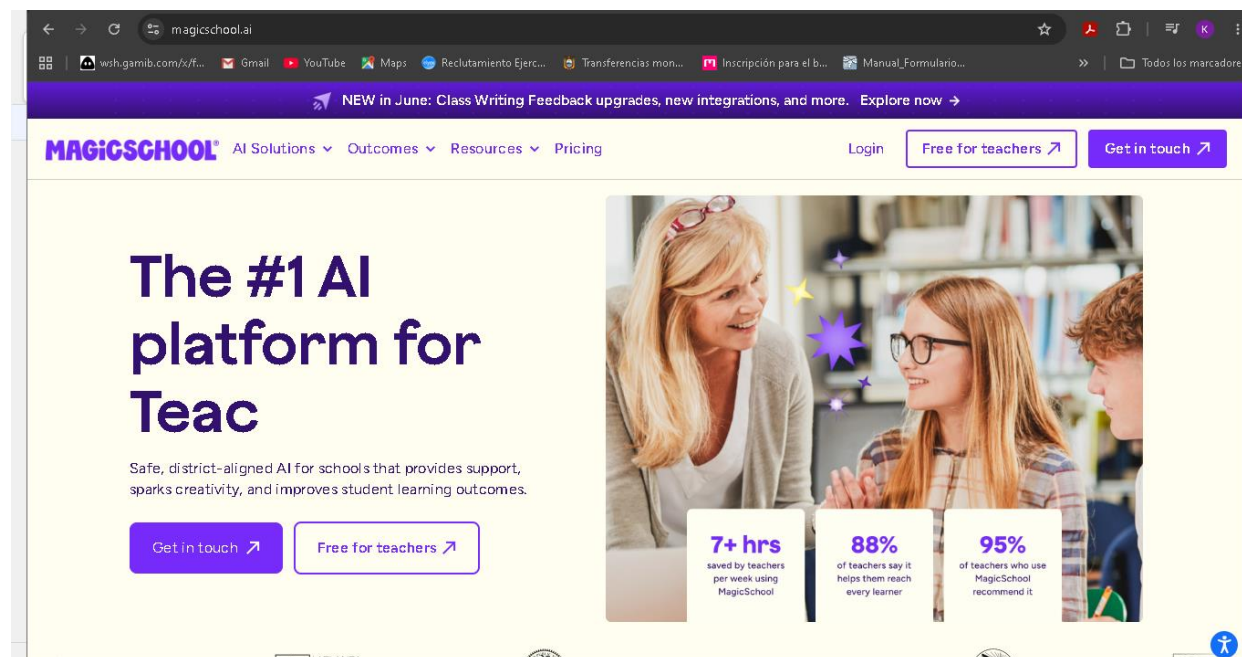 magicschool.ai
K
wsh.gamib.com/x/f... Gmail YouTube Maps Reclutamiento Ejerc... Transferencias mon... Inscripción para el b... Manual_Formulario... » Todos los marcadore
NEW in June: Class Writing Feedback upgrades, new integrations, and more. Explore now →
MAGiCSCHOOL® AI Solutions Outcomes Resources Pricing Login Free for teachers Get in touch
The #1 AI
platform for
Teac
Safe, district-aligned AI for schools that provides support,
sparks creativity, and improves student learning outcomes.
Get in touch Free for teachers
7+ hrs
saved by teachers
per week using
MagicSchool
88%
of teachers say it
helps them reach
every learner
95%
of teachers who use
MagicSchool
recommend it